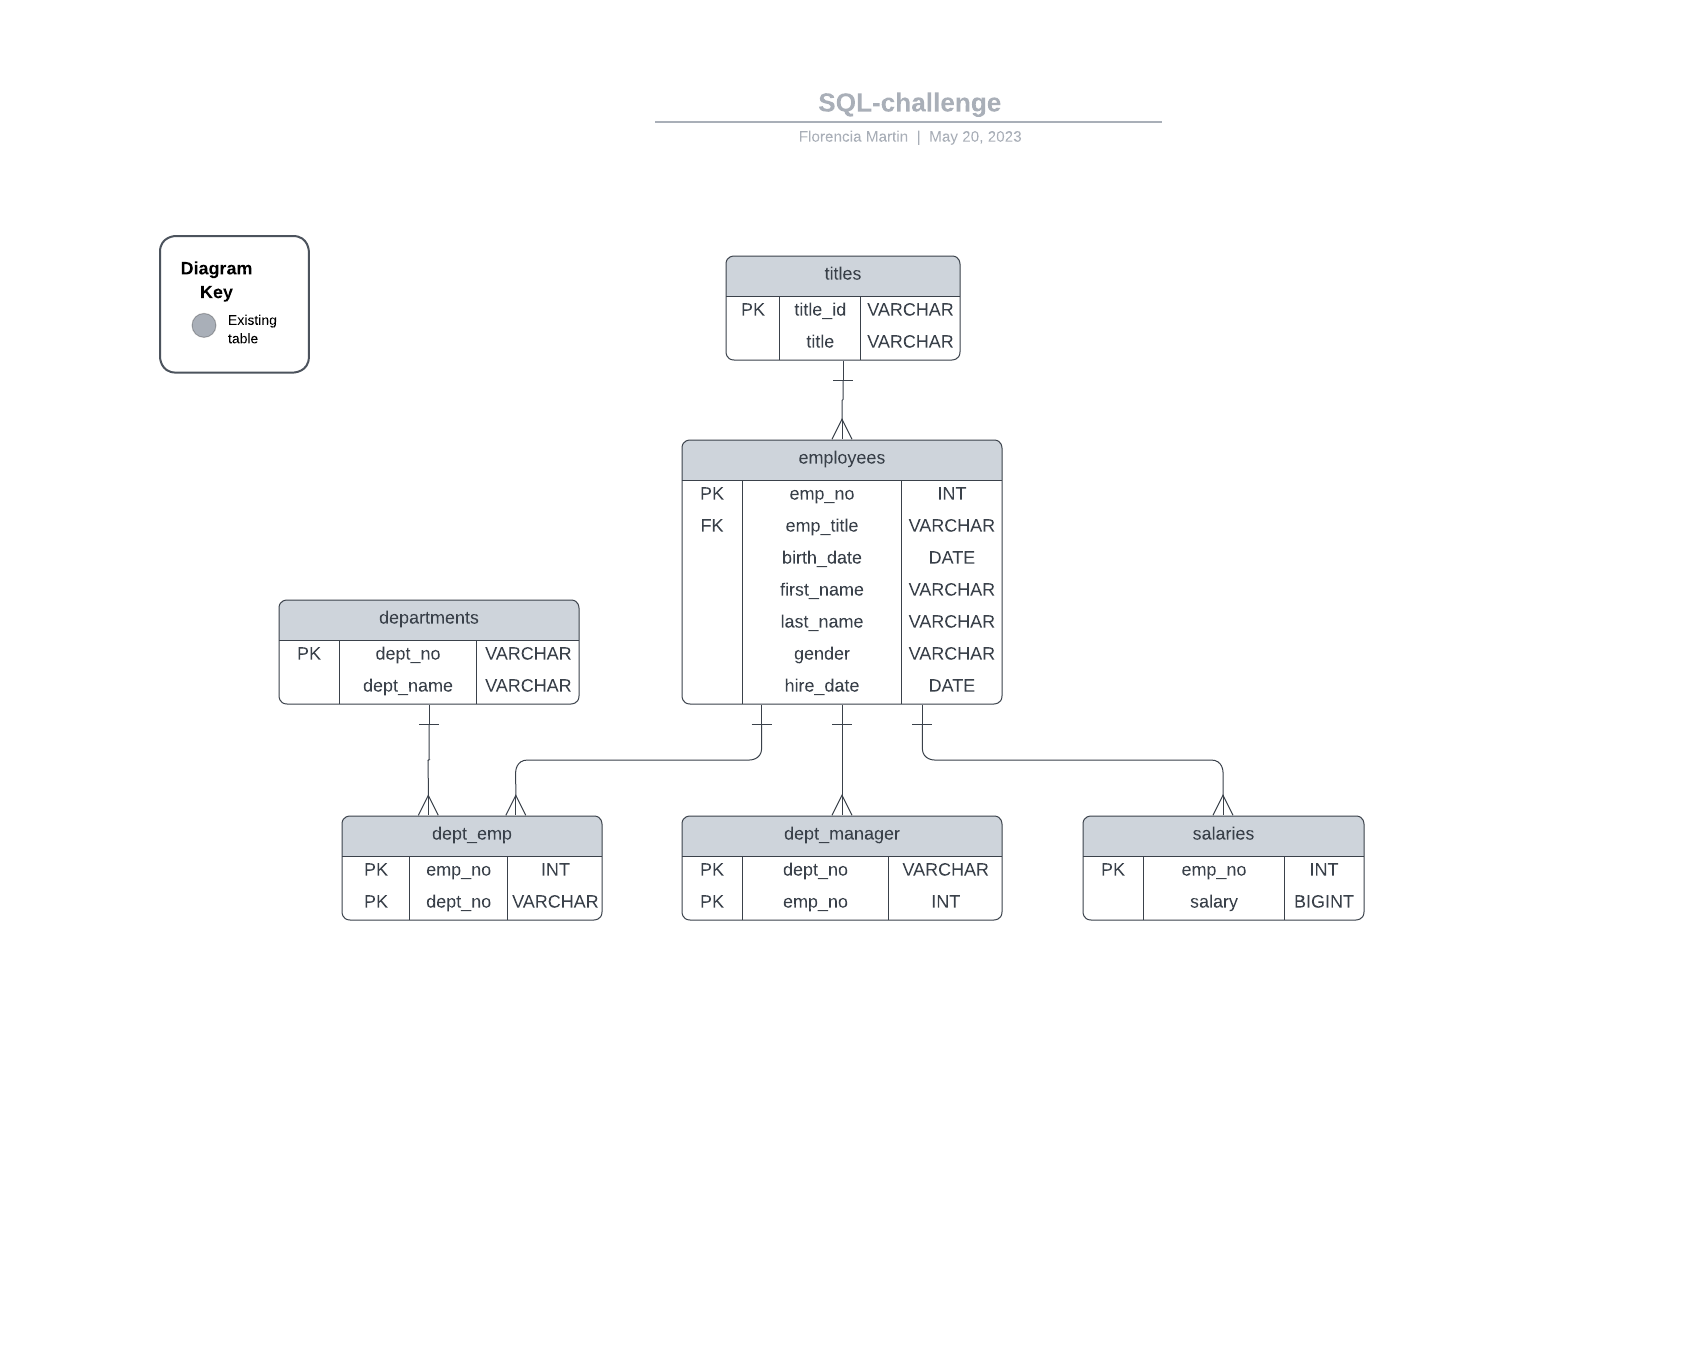 SQL-challenge
Florencia Martin | May 20, 2023
Diagram
Key
Existing
table
titles
PK title_id VARCHAR
title VARCHAR
employees
PK emp_no INT
FK emp_title VARCHAR
birth_date DATE
first_name VARCHAR
last_name VARCHAR
gender VARCHAR
hire_date DATE
departments
PK dept_no VARCHAR
dept_name VARCHAR
dept_emp
PK emp_no INT
PK dept_no VARCHAR
dept_manager
PK dept_no VARCHAR
PK emp_no INT
salaries
PK emp_no INT
salary BIGINT